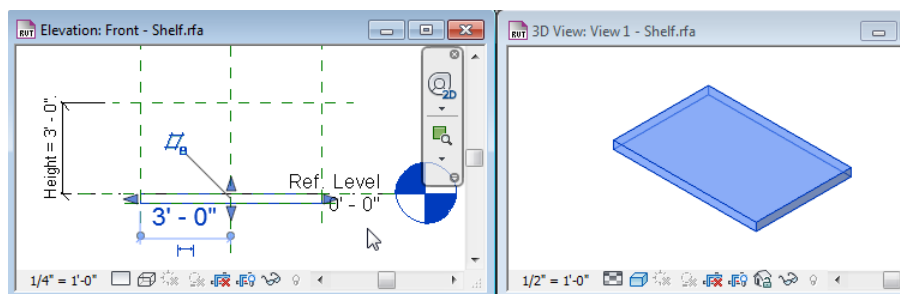 Elevation: Front - Shelf.rfa
Height = 3' - 0"
2D
Ref. Level
0' - 0"
3' - 0"
1/4" = 1'-0"
3D View: View 1 - Shelf.rfa
1/2" = 1'-0"